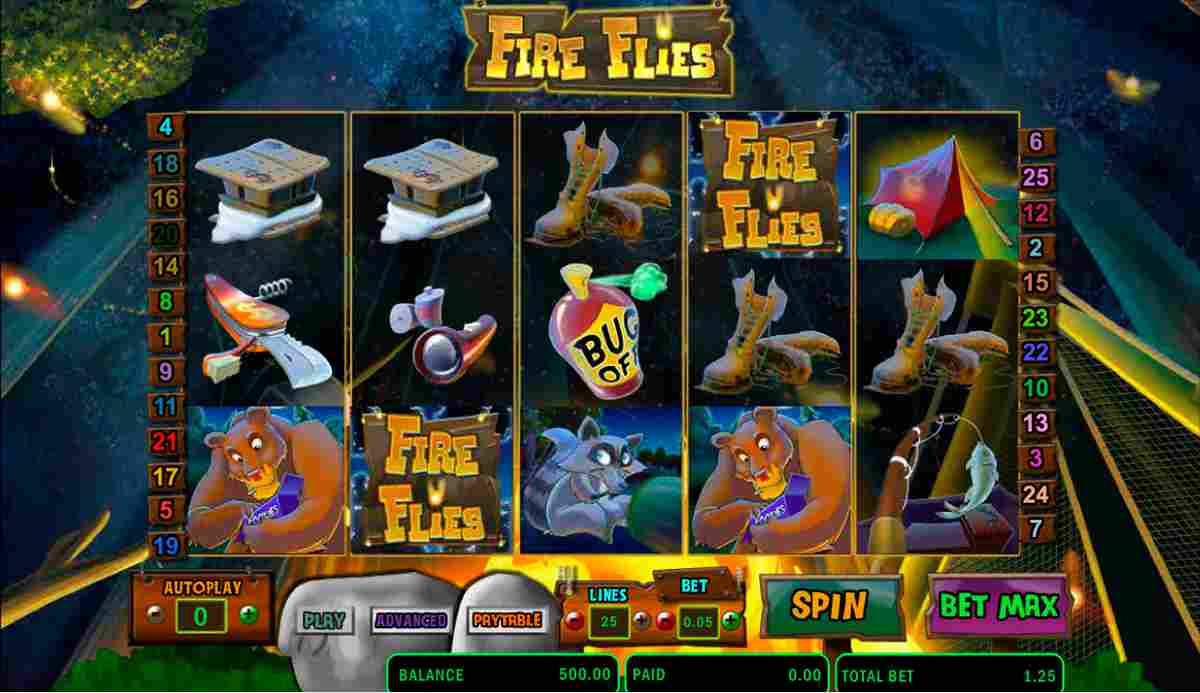 FIRE FLIES
4
18
16
20
14
8
1
9
11
21
17
5
19
FIRE
FLIES
BUG
OFF
FIRE
FLIES
6
25
12
2
15
23
22
10
13
3
24
7
AUTOPLAY
0
PLAY
ADVANCED
PAYTABLE
LINES
25
BET
0.05
SPIN
BET MAX
BALANCE 500.00
PAID 0.00
TOTAL BET 1.25